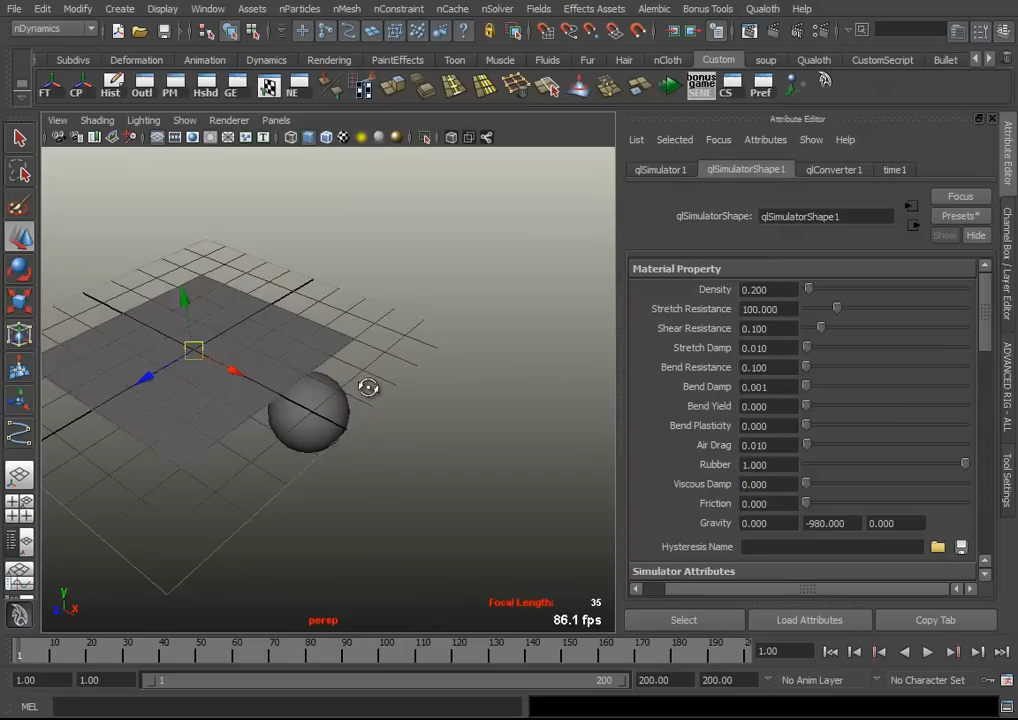 File Edit Modify Create Display Window Assets nParticles nMesh nConstraint nCache nSolver Fields Effects Assets Alembic Bonus Tools Qualoth Help
nDynamics
Subdivs Deformation Animation Dynamics Rendering PaintEffects Toon Muscle Fluids Fur Hair nCloth Custom soup Qualoth CustomScript Bullet
FT CP Hist Outl PM Hshd GE NE bonus game SENE CS Pref
View Shading Lighting Show Renderer Panels
Attribute Editor
List Selected Focus Attributes Show Help
qlSimulator1 qlSimulatorShape1 qlConverter1 time1
Focus
qlSimulatorShape: qlSimulatorShape1 Presets*
Show Hide
Material Property
Density 0.200
Stretch Resistance 100.000
Shear Resistance 0.100
Stretch Damp 0.010
Bend Resistance 0.100
Bend Damp 0.001
Bend Yield 0.000
Bend Plasticity 0.000
Air Drag 0.010
Rubber 1.000
Viscous Damp 0.000
Friction 0.000
Gravity 0.000 -980.000 0.000
Hysteresis Name
Simulator Attributes
Select Load Attributes Copy Tab
Attribute Editor
Channel Box / Layer Editor
ADVANCED RIG - ALL
Tool Settings
y
z x
persp
Focal Length: 35
86.1 fps
1 10 20 30 40 50 60 70 80 90 100 110 120 130 140 150 160 170 180 190 200
1.00
1.00 1.00 1 200 200.00 200.00 No Anim Layer No Character Set
MEL